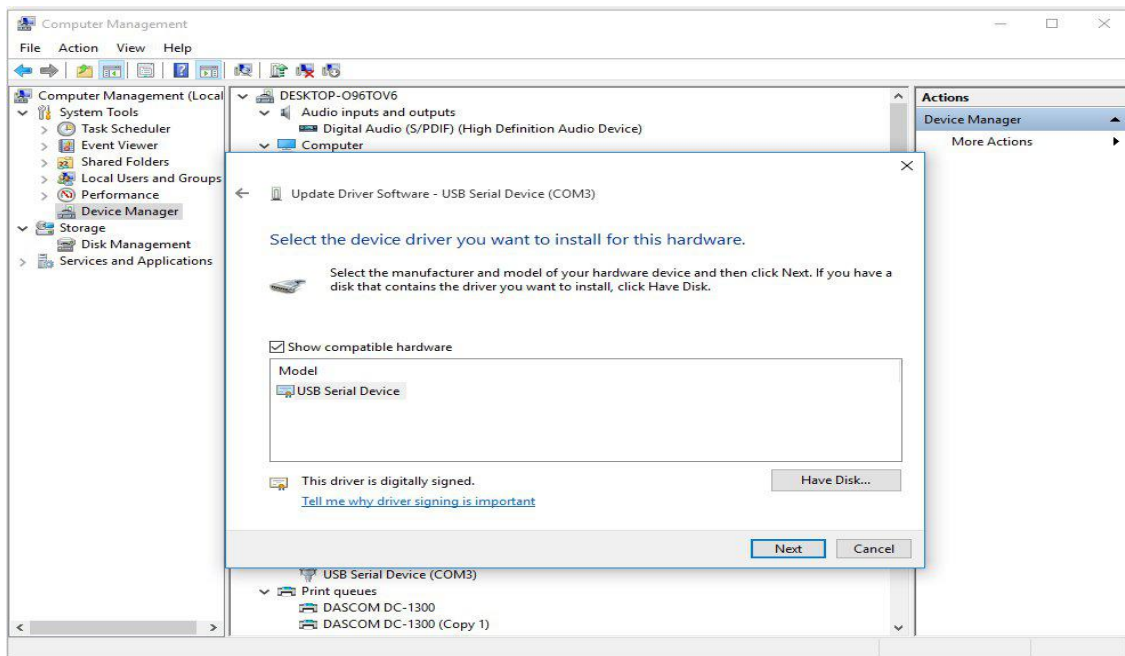 Computer Management
File Action View Help
Computer Management (Local
System Tools
Task Scheduler
Event Viewer
Shared Folders
Local Users and Groups
Performance
Device Manager
Storage
Disk Management
Services and Applications
DESKTOP-O96TOV6
Audio inputs and outputs
Digital Audio (S/PDIF) (High Definition Audio Device)
Computer
Actions
Device Manager
More Actions
Update Driver Software - USB Serial Device (COM3)
Select the device driver you want to install for this hardware.
Select the manufacturer and model of your hardware device and then click Next. If you have a
disk that contains the driver you want to install, click Have Disk.
Show compatible hardware
Model
USB Serial Device
This driver is digitally signed.
Have Disk...
Tell me why driver signing is important
Next
Cancel
USB Serial Device (COM3)
Print queues
DASCOM DC-1300
DASCOM DC-1300 (Copy 1)